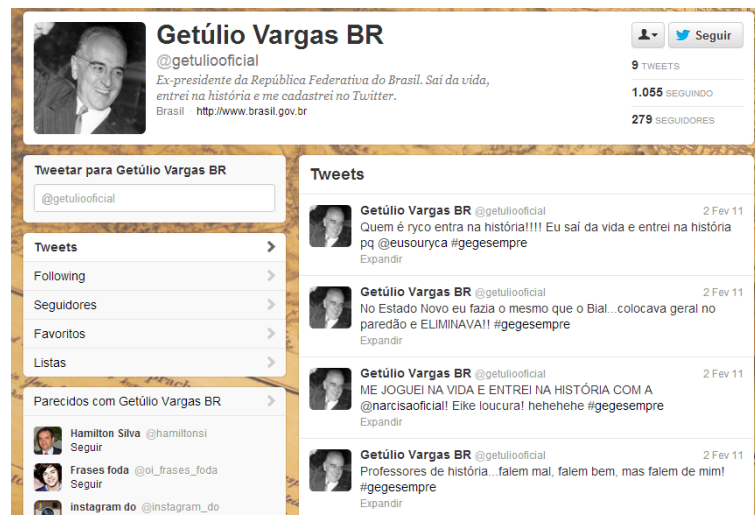 Getúlio Vargas BR
@getuliooficial
Ex-presidente da República Federativa do Brasil. Saí da vida,
entrei na história e me cadastrei no Twitter.
Brasil · http://www.brasil.gov.br
Seguir
9 TWEETS
1.055 SEGUINDO
279 SEGUIDORES
Tweetar para Getúlio Vargas BR
@getuliooficial
Tweets
Following
Seguidores
Favoritos
Listas
Parecidos com Getúlio Vargas BR
Hamilton Silva @hamiltonsi
Seguir
Frases foda @oi_frases_foda
Seguir
instagram do @instagram_do
Tweets
Getúlio Vargas BR @getuliooficial 2 Fev 11
Quem é ryco entra na história!!!! Eu saí da vida e entrei na história
pq @eusouryca #gegesempre
Expandir
Getúlio Vargas BR @getuliooficial 2 Fev 11
No Estado Novo eu fazia o mesmo que o Bial...colocava geral no
paredão e ELIMINAVA!! #gegesempre
Expandir
Getúlio Vargas BR @getuliooficial 2 Fev 11
ME JOGUEI NA VIDA E ENTREI NA HISTÓRIA COM A
@narcisaoficial! Eike loucura! hehehehe #gegesempre
Expandir
Getúlio Vargas BR @getuliooficial 2 Fev 11
Professores de história...falem mal, falem bem, mas falem de mim!
#gegesempre
Expandir